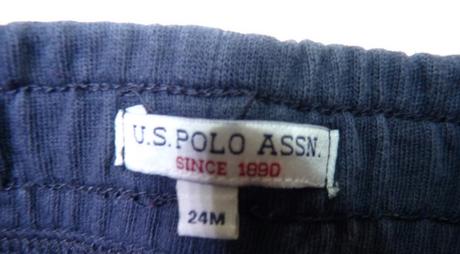 U.S. POLO ASSN.
SINCE 1890
24M